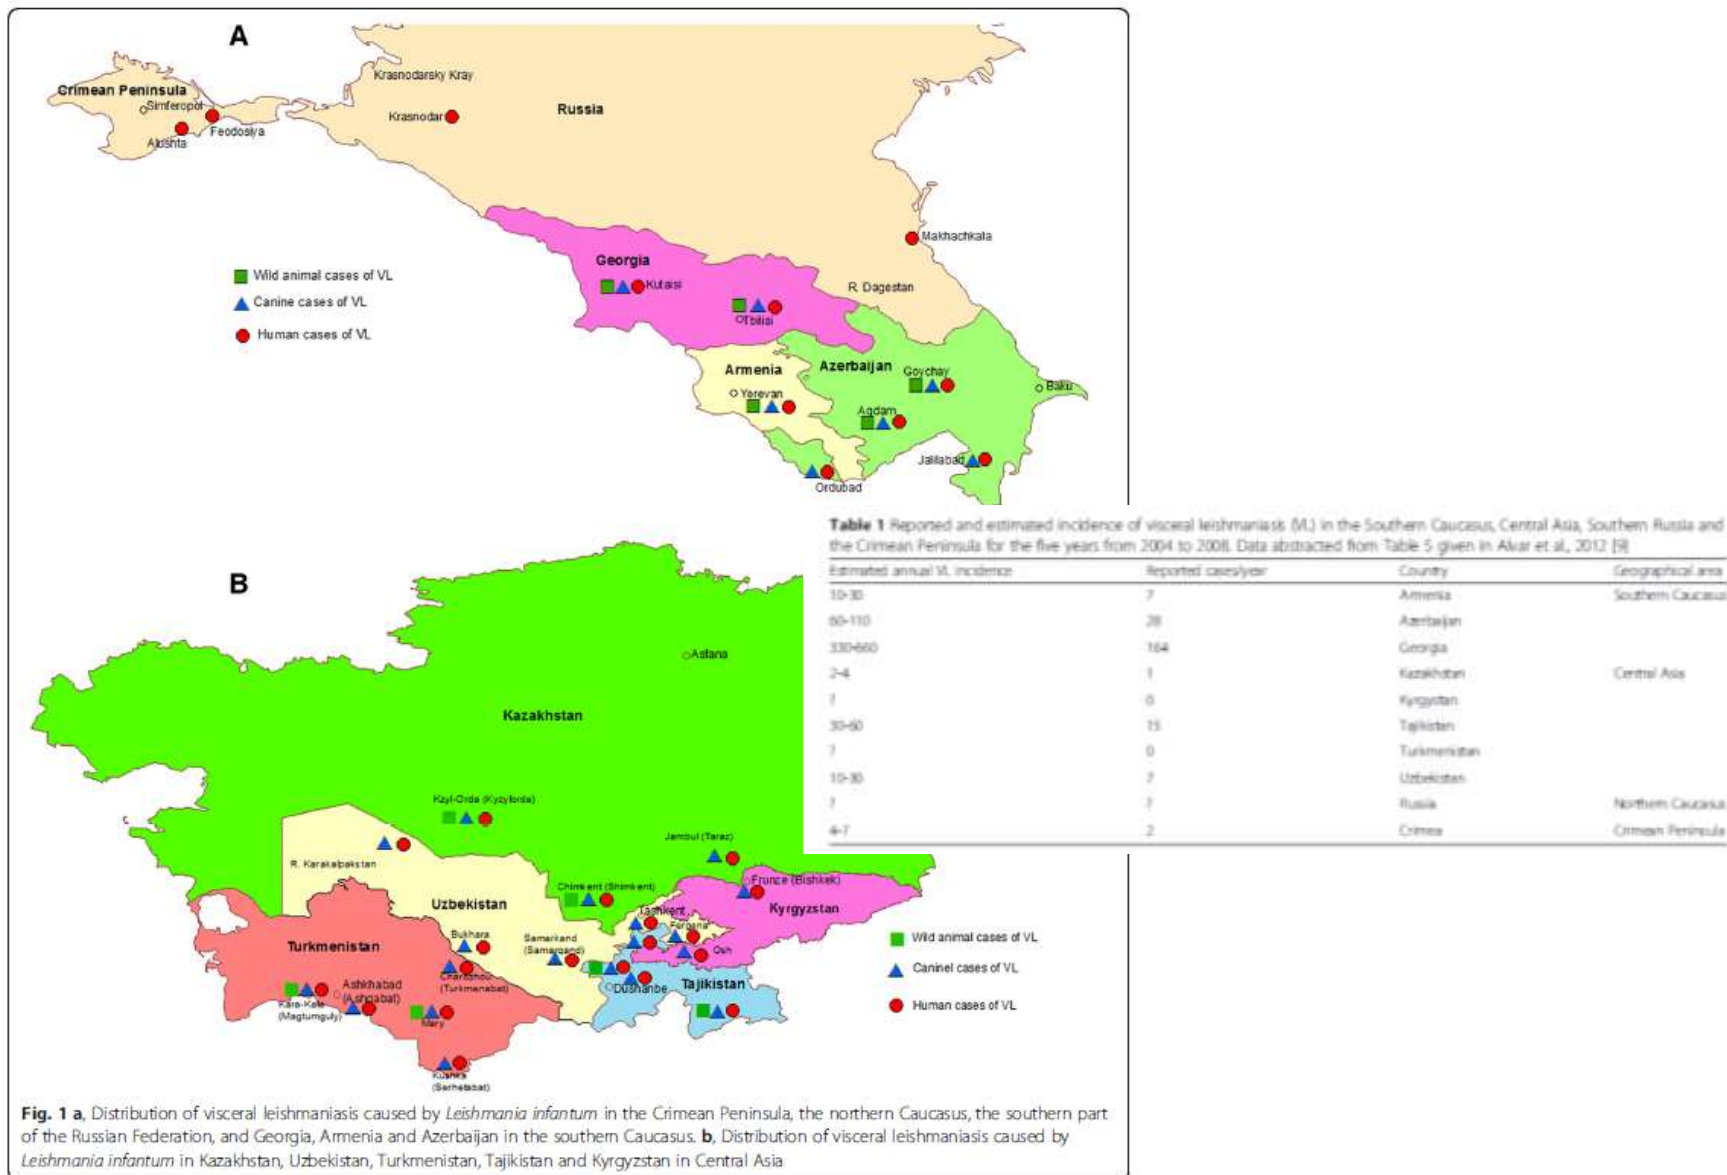 A
Krasnodarsky Kray
Crimean Peninsula
Simferopol
Russia
Krasnodar
Feodosiya
Alushta
Makhachkala
Georgia
Wild animal cases of VL
Kutaisi
R. Dagestan
Canine cases of VL
Tbilisi
Human cases of VL
Armenia
Azerbaijan
Goychay
Yerevan
Baku
Agdam
Jalilabad
Ordubad
Table 1 Reported and estimated incidence of visceral leishmaniasis (VL) in the Southern Caucasus, Central Asia, Southern Russia and
the Crimean Peninsula for the five years from 2004 to 2008. Data abstracted from Table 5 given in Alvar et al., 2012 [9]
Estimated annual VL incidence Reported cases/year Country Geographical area
10-30 7 Armenia Southern Caucasus
60-110 28 Azerbaijan
330-660 164 Georgia
2-4 1 Kazakhstan Central Asia
? 0 Kyrgystan
30-60 15 Tajikistan
? 0 Turkmenistan
10-30 7 Uzbekistan
? ? Russia Northern Caucasus
4-7 2 Crimea Crimean Peninsula
B
Astana
Kazakhstan
Kzyl-Orda (Kyzylorda)
Jambul (Taraz)
R. Karakalpakstan
Chimkent (Shimkent)
Frunze (Bishkek)
Uzbekistan
Kyrgyzstan
Tashkent
Fergana
Bukhara
Samarkand
(Samarqand)
Osh
Turkmenistan
Wild animal cases of VL
Caninel cases of VL
Chardzhou
(Turkmenabat)
Ashkhabad
(Ashgabat)
Dushanbe
Tajikistan
Kara-Kala
(Magtumguly)
Mary
Human cases of VL
Kushka
(Serhetabat)
Fig. 1 a, Distribution of visceral leishmaniasis caused by Leishmania infantum in the Crimean Peninsula, the northern Caucasus, the southern part
of the Russian Federation, and Georgia, Armenia and Azerbaijan in the southern Caucasus. b, Distribution of visceral leishmaniasis caused by
Leishmania infantum in Kazakhstan, Uzbekistan, Turkmenistan, Tajikistan and Kyrgyzstan in Central Asia